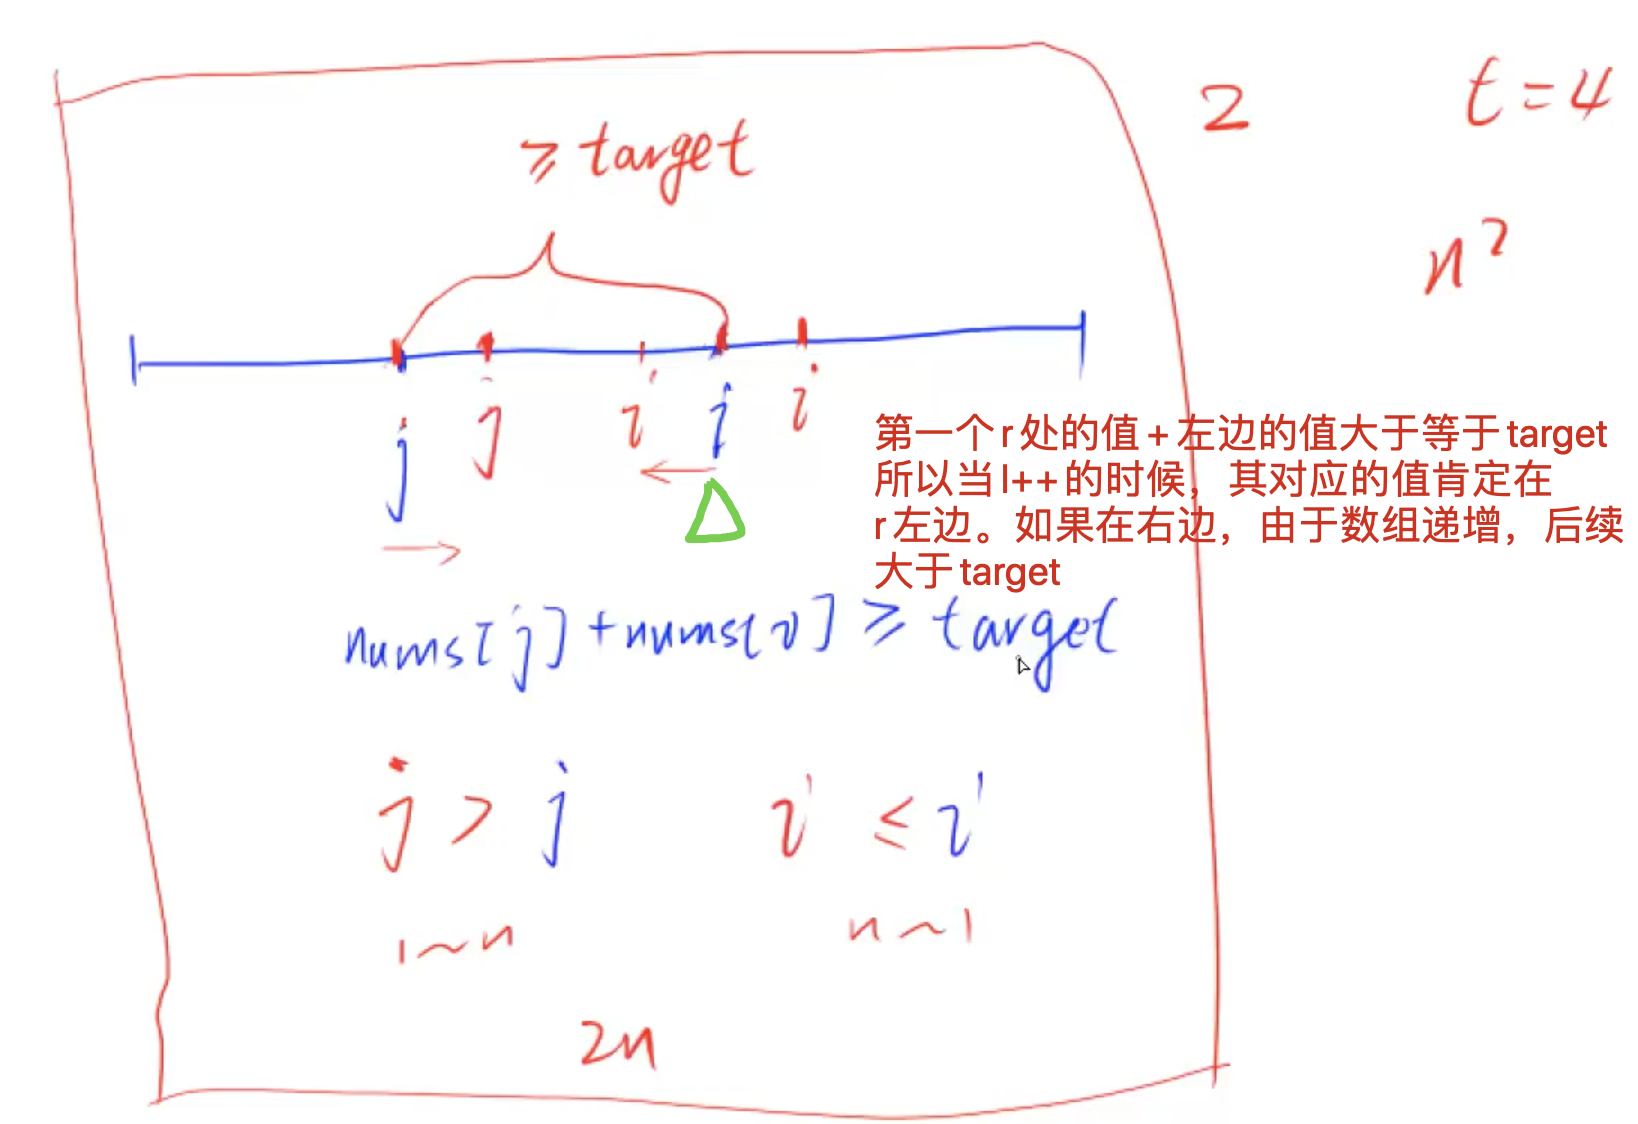 2 t=4
≥ target
n²
j j i i i
第一个r处的值+左边的值大于等于target
所以当l++的时候，其对应的值肯定在
r左边。如果在右边，由于数组递增，后续
大于target
nums[j]+nums[i] ≥ target
j > j i ≤ i
1~n n~1
2n